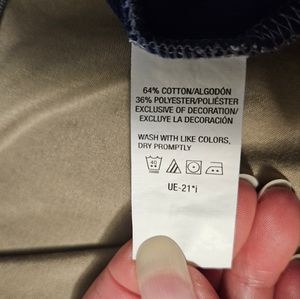 64% COTTON/ALGODÓN
36% POLYESTER/POLIÉSTER
EXCLUSIVE OF DECORATION/
EXCLUYE LA DECORACIÓN
WASH WITH LIKE COLORS,
DRY PROMPTLY
40
UE-21*i